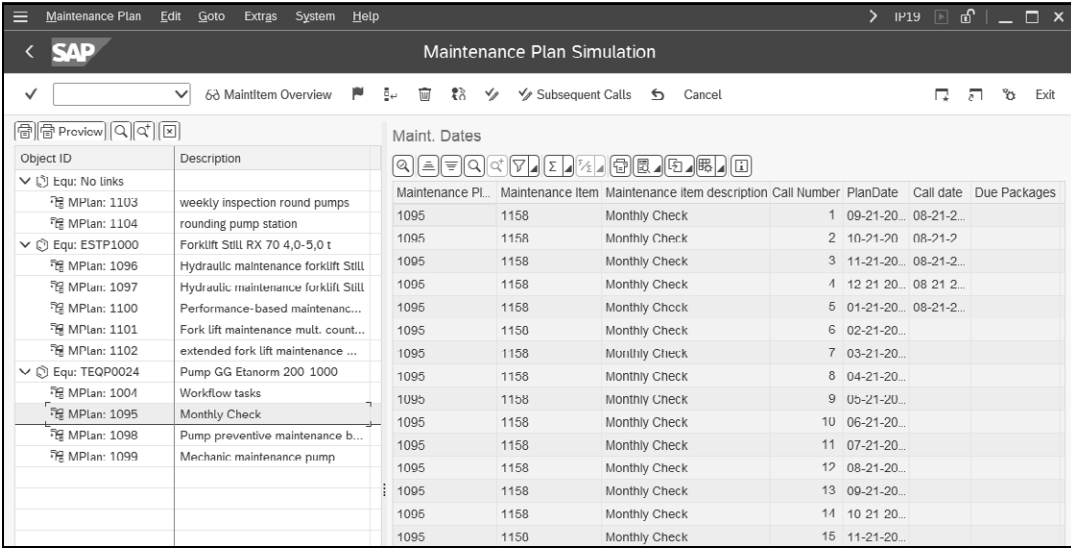 Maintenance Plan Edit Goto Extras System Help IP19
SAP Maintenance Plan Simulation
MaintItem Overview Subsequent Calls Cancel Exit
Preview
Object ID Description
Equ: No links
MPlan: 1103 weekly inspection round pumps
MPlan: 1104 rounding pump station
Equ: ESTP1000 Forklift Still RX 70 4,0-5,0 t
MPlan: 1096 Hydraulic maintenance forklift Still
MPlan: 1097 Hydraulic maintenance forklift Still
MPlan: 1100 Performance-based maintenanc...
MPlan: 1101 Fork lift maintenance mult. count...
MPlan: 1102 extended fork lift maintenance ...
Equ: TEQP0024 Pump GG Etanorm 200 1000
MPlan: 1004 Workflow tasks
MPlan: 1095 Monthly Check
MPlan: 1098 Pump preventive maintenance b...
MPlan: 1099 Mechanic maintenance pump
Maint. Dates
Maintenance Pl... Maintenance Item Maintenance item description Call Number PlanDate Call date Due Packages
1095 1158 Monthly Check 1 09-21-20... 08-21-2...
1095 1158 Monthly Check 2 10-21-20... 08-21-2...
1095 1158 Monthly Check 3 11-21-20... 08-21-2...
1095 1158 Monthly Check 4 12-21-20... 08-21-2...
1095 1158 Monthly Check 5 01-21-20... 08-21-2...
1095 1158 Monthly Check 6 02-21-20...
1095 1158 Monthly Check 7 03-21-20...
1095 1158 Monthly Check 8 04-21-20...
1095 1158 Monthly Check 9 05-21-20...
1095 1158 Monthly Check 10 06-21-20...
1095 1158 Monthly Check 11 07-21-20...
1095 1158 Monthly Check 12 08-21-20...
1095 1158 Monthly Check 13 09-21-20...
1095 1158 Monthly Check 14 10-21-20...
1095 1158 Monthly Check 15 11-21-20...